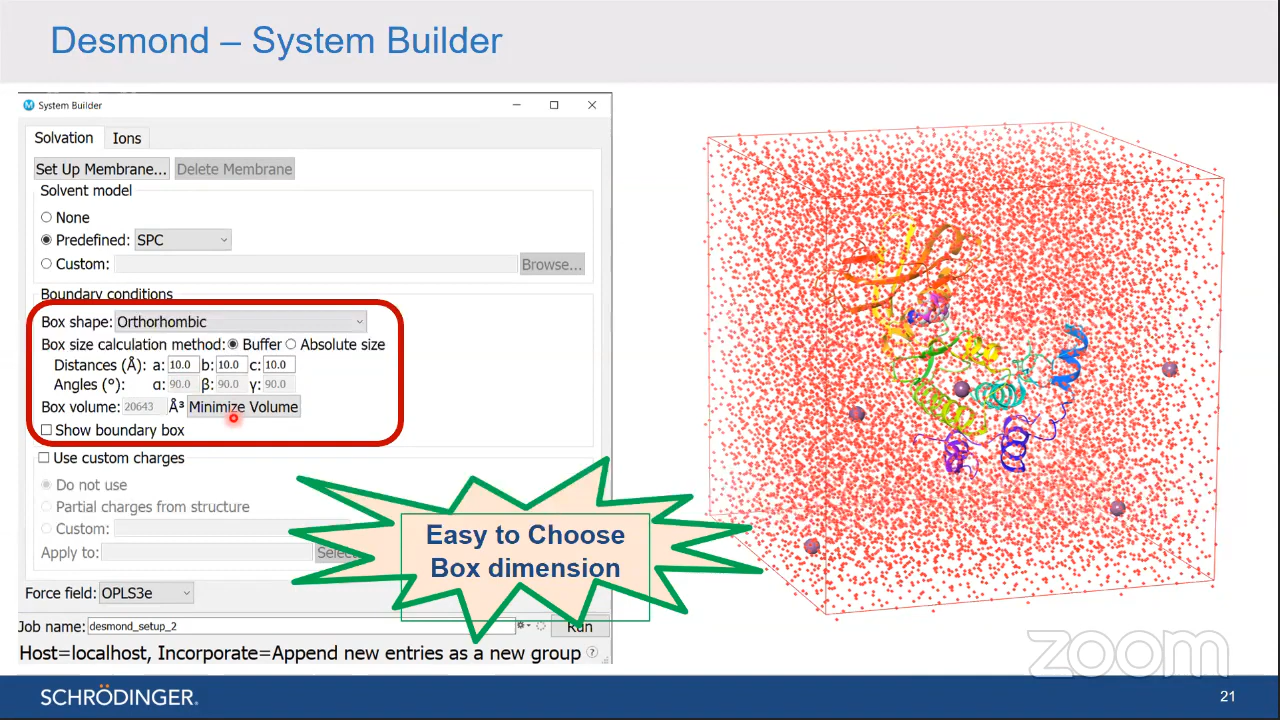 Desmond – System Builder
M System Builder
Solvation Ions
Set Up Membrane... Delete Membrane
Solvent model
None
Predefined: SPC
Custom: Browse...
Boundary conditions
Box shape: Orthorhombic
Box size calculation method: Buffer Absolute size
Distances (Å): a: 10.0 b: 10.0 c: 10.0
Angles (°): α: 90.0 β: 90.0 γ: 90.0
Box volume: 20643 Å³ Minimize Volume
Show boundary box
Use custom charges
Do not use
Partial charges from structure
Custom:
Apply to: Selec
Easy to Choose
Box dimension
Force field: OPLS3e
Job name: desmond_setup_2 Run
Host=localhost, Incorporate=Append new entries as a new group ?
zoom
SCHRÖDINGER. 21